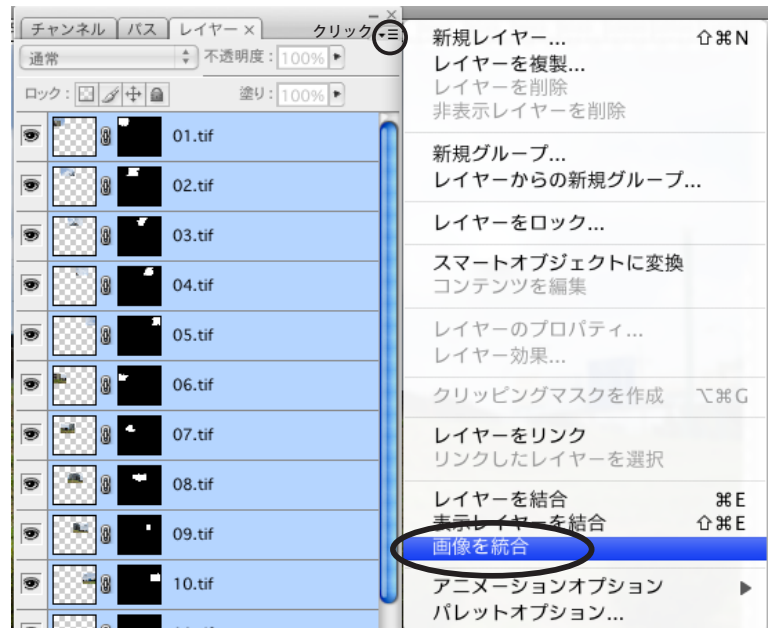 チャンネル パス レイヤー × クリック
通常 不透明度：100%
ロック： 塗り：100%
01.tif
02.tif
03.tif
04.tif
05.tif
06.tif
07.tif
08.tif
09.tif
10.tif
新規レイヤー... ⇧⌘N
レイヤーを複製...
レイヤーを削除
非表示レイヤーを削除
新規グループ...
レイヤーからの新規グループ...
レイヤーをロック...
スマートオブジェクトに変換
コンテンツを編集
レイヤーのプロパティ...
レイヤー効果...
クリッピングマスクを作成 ⌥⌘G
レイヤーをリンク
リンクしたレイヤーを選択
レイヤーを結合 ⌘E
表示レイヤーを結合 ⇧⌘E
画像を統合
アニメーションオプション ▶
パレットオプション...